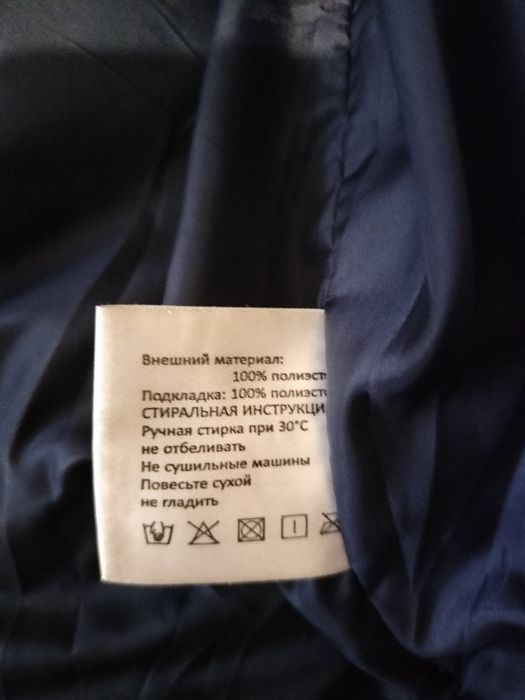 Внешний материал:
100% полиэст
Подкладка: 100% полиэст
СТИРАЛЬНАЯ ИНСТРУКЦИ
Ручная стирка при 30°C
не отбеливать
Не сушильные машины
Повесьте сухой
не гладить